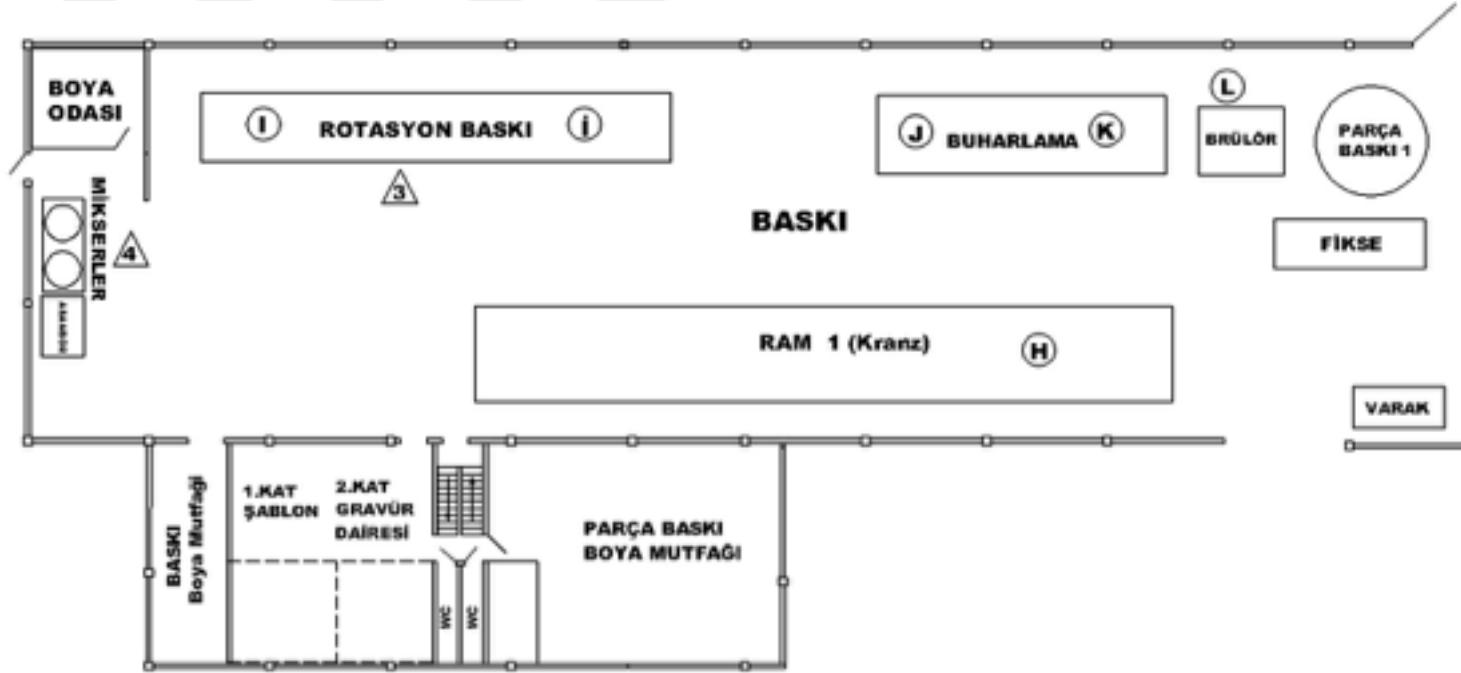 BOYA
ODASI
I
ROTASYON BASKI
İ
J
BUHARLAMA
K
L
BRÜLÖR
PARÇA
BASKI 1
3
MİKSERLER
4
BASKI
FİKSE
RAM 1 (Kranz)
H
VARAK
BASKI
Boya Mutfağı
1.KAT
ŞABLON
2.KAT
GRAVÜR
DAİRESİ
PARÇA BASKI
BOYA MUTFAĞI
WC
WC